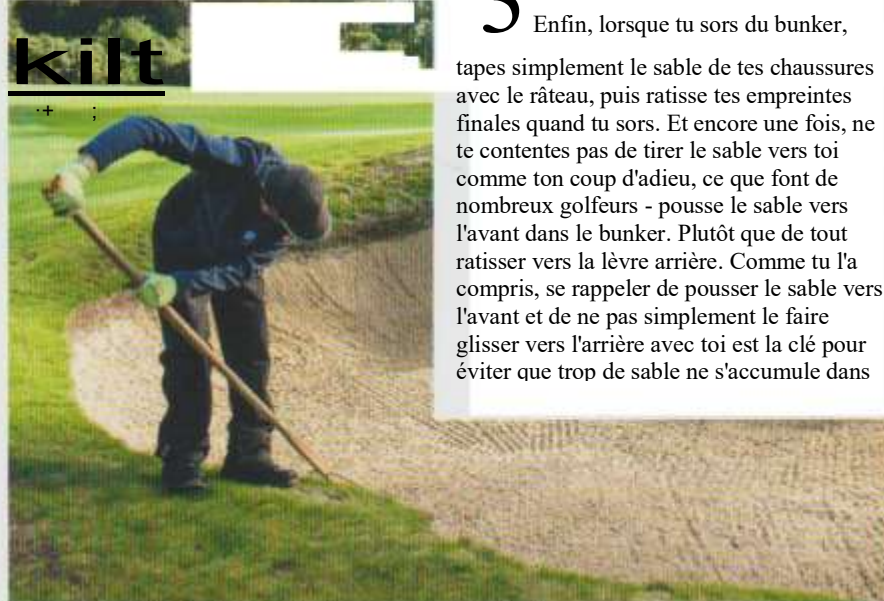 kilt
·+ ;
5 Enfin, lorsque tu sors du bunker,
tapes simplement le sable de tes chaussures
avec le râteau, puis ratisse tes empreintes
finales quand tu sors. Et encore une fois, ne
te contentes pas de tirer le sable vers toi
comme ton coup d'adieu, ce que font de
nombreux golfeurs - pousse le sable vers
l'avant dans le bunker. Plutôt que de tout
ratisser vers la lèvre arrière. Comme tu l'a
compris, se rappeler de pousser le sable vers
l'avant et de ne pas simplement le faire
glisser vers l'arrière avec toi est la clé pour
éviter que trop de sable ne s'accumule dans